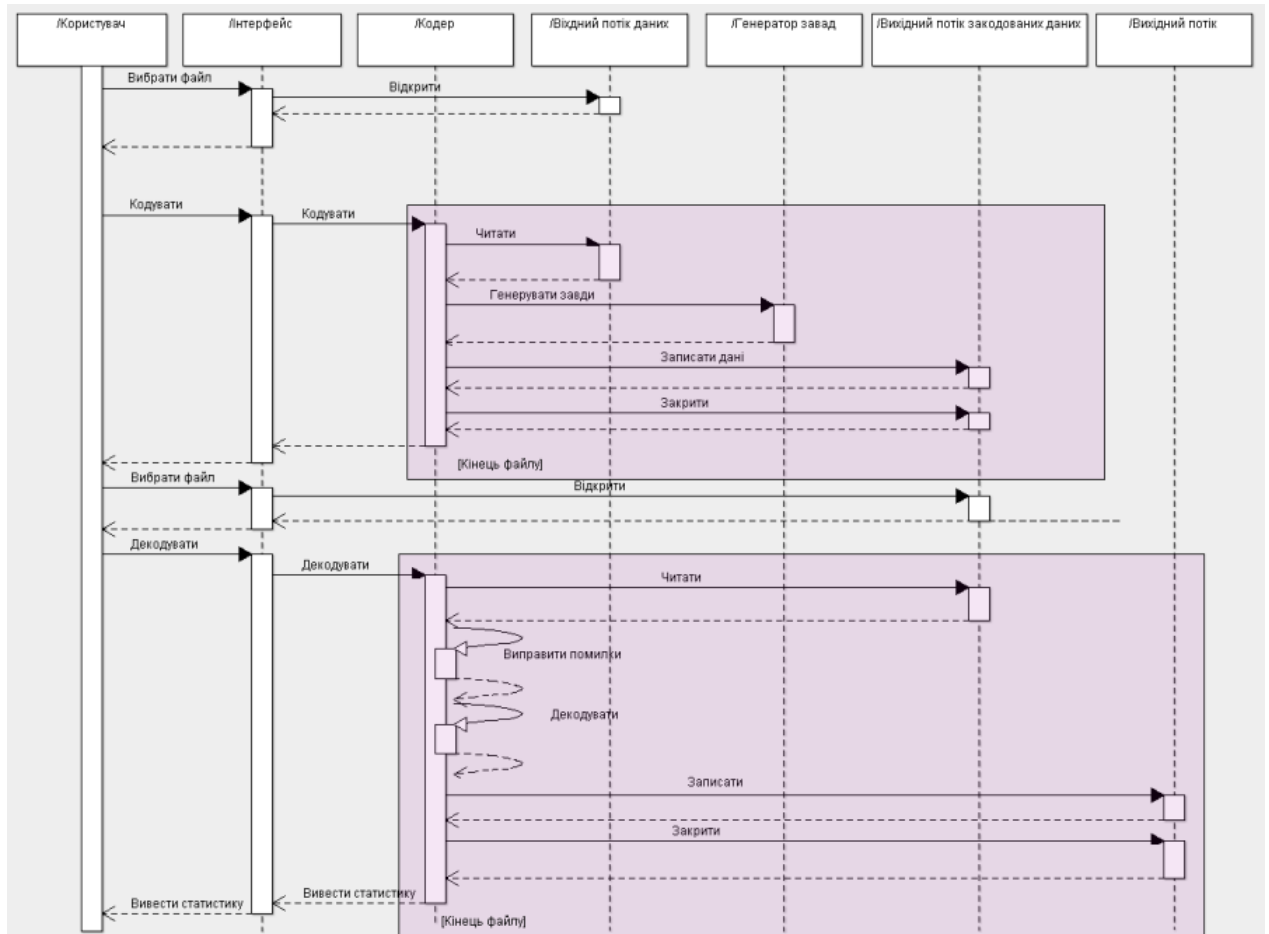 /Користувач
/Інтерфейс
/Кодер
/Вхідний потік даних
/Генератор завад
/Вихідний потік закодованих даних
/Вихідний потік
Вибрати файл
Відкрити
Кодувати
Кодувати
Читати
Генерувати завди
Записати дані
Закрити
[Кінець файлу]
Вибрати файл
Відкрити
Декодувати
Декодувати
Читати
Виправити помилки
Декодувати
Записати
Закрити
Вивести статистику
Вивести статистику
[Кінець файлу]